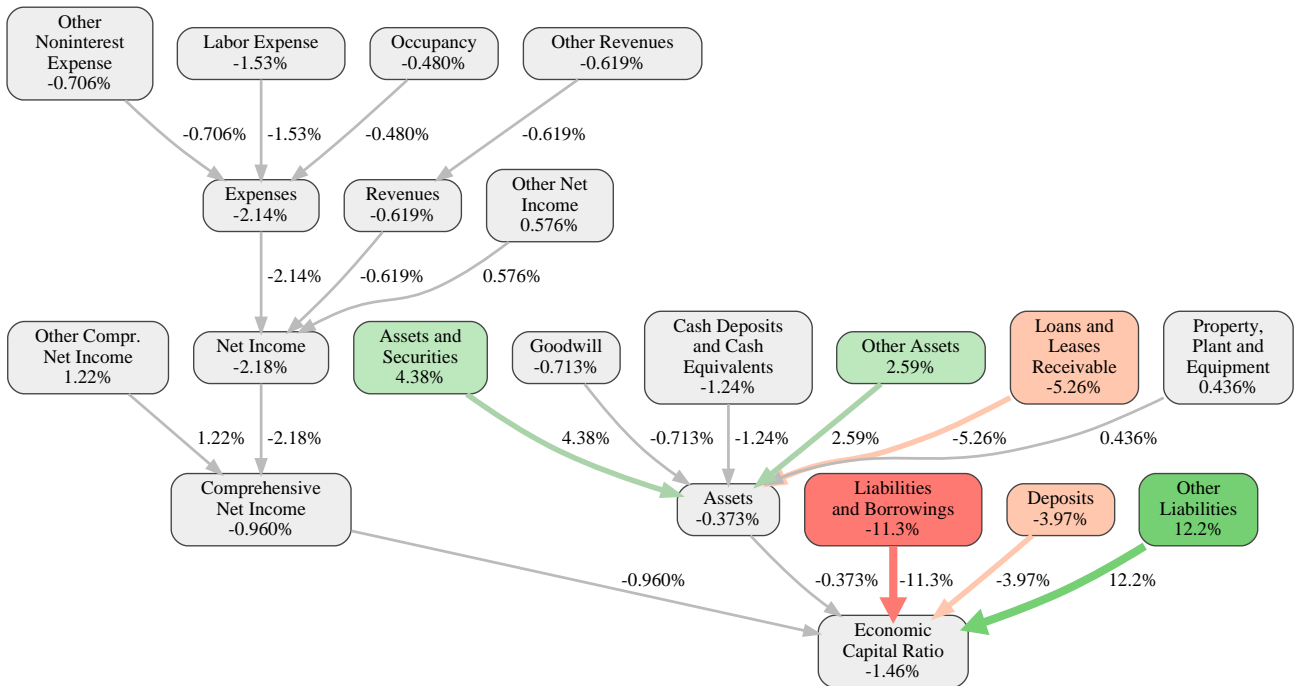 Other
Noninterest
Expense
-0.706%
Labor Expense
-1.53%
Occupancy
-0.480%
Other Revenues
-0.619%
-0.706%
-1.53%
-0.480%
-0.619%
Expenses
-2.14%
Revenues
-0.619%
Other Net
Income
0.576%
-2.14%
-0.619%
0.576%
Other Compr.
Net Income
1.22%
Net Income
-2.18%
Assets and
Securities
4.38%
Goodwill
-0.713%
Cash Deposits
and Cash
Equivalents
-1.24%
Other Assets
2.59%
Loans and
Leases
Receivable
-5.26%
Property,
Plant and
Equipment
0.436%
1.22%
-2.18%
4.38%
-0.713%
-1.24%
2.59%
-5.26%
0.436%
Comprehensive
Net Income
-0.960%
Assets
-0.373%
Liabilities
and Borrowings
-11.3%
Deposits
-3.97%
Other
Liabilities
12.2%
-0.960%
-0.373%
-11.3%
-3.97%
12.2%
Economic
Capital Ratio
-1.46%